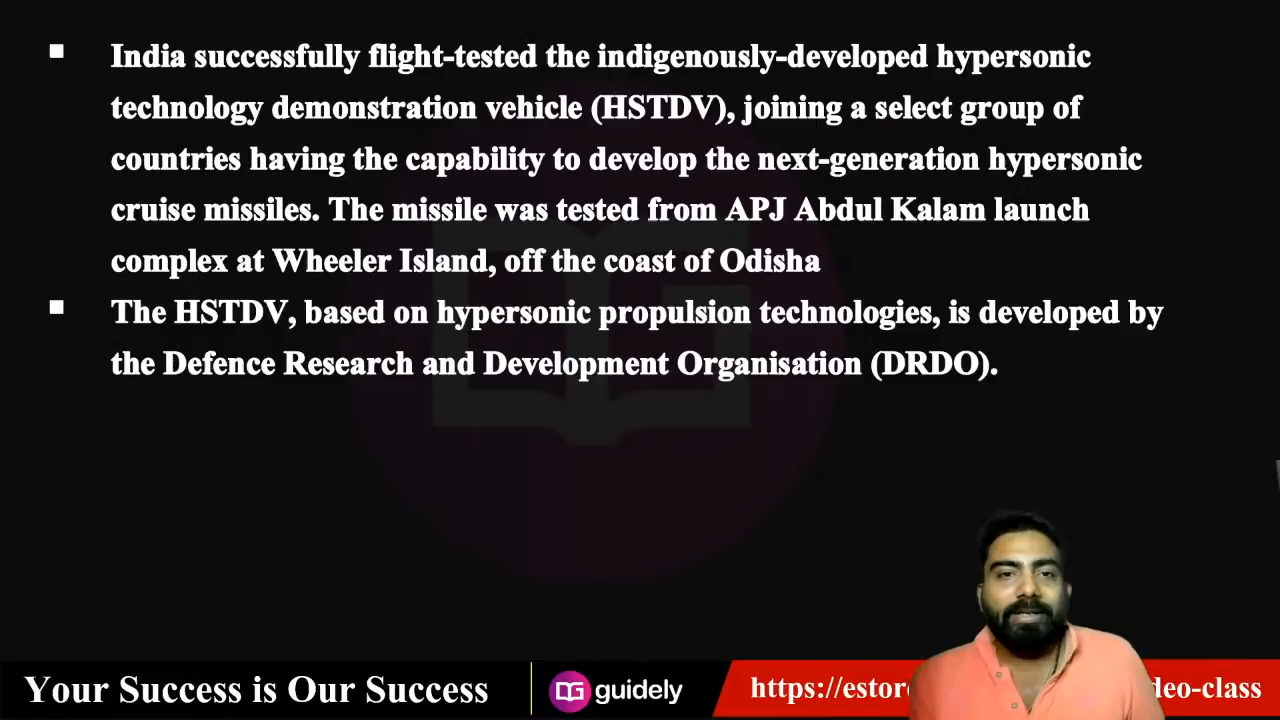 ▪ India successfully flight-tested the indigenously-developed hypersonic
technology demonstration vehicle (HSTDV), joining a select group of
countries having the capability to develop the next-generation hypersonic
cruise missiles. The missile was tested from APJ Abdul Kalam launch
complex at Wheeler Island, off the coast of Odisha
▪ The HSTDV, based on hypersonic propulsion technologies, is developed by
the Defence Research and Development Organisation (DRDO).
Your Success is Our Success
guidely
https://estor
deo-class